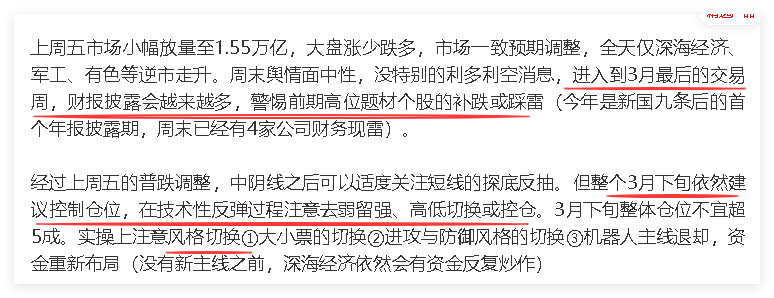 上周五市场小幅放量至1.55万亿，大盘涨少跌多，市场一致预期调整，全天仅深海经济、
军工、有色等逆市走升。周末舆情面中性，没特别的利多利空消息，进入到3月最后的交易
周，财报披露会越来越多，警惕前期高位题材个股的补跌或踩雷（今年是新国九条后的首
个年报披露期，周末已经有4家公司财务现雷）。
经过上周五的普跌调整，中阴线之后可以适度关注短线的探底反抽。但整个3月下旬依然建
议控制仓位，在技术性反弹过程注意去弱留强、高低切换或控仓。3月下旬整体仓位不宜超
5成。实操上注意风格切换①大小票的切换②进攻与防御风格的切换③机器人主线退却，资
金重新布局（没有新主线之前，深海经济依然会有资金反复炒作）